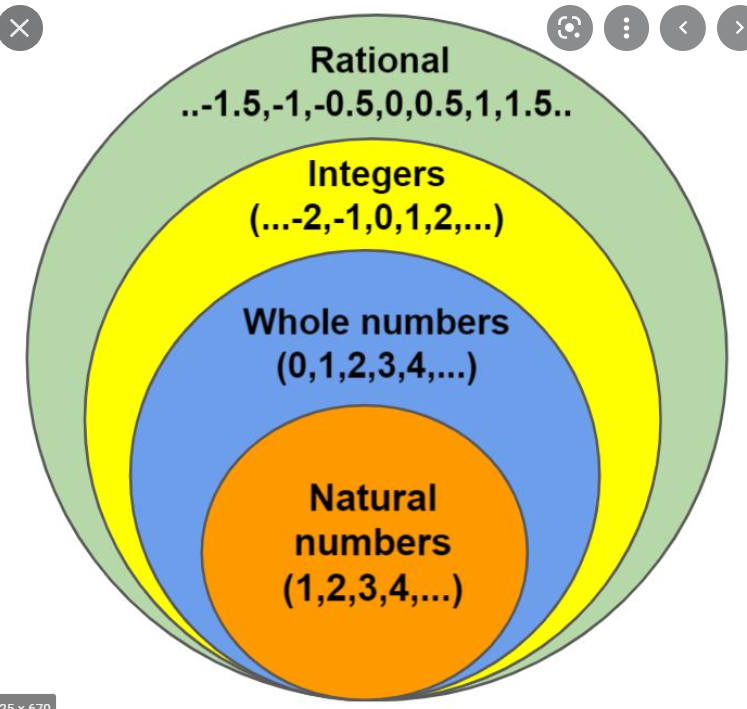 Rational
..-1.5,-1,-0.5,0,0.5,1,1.5..
Integers
(...-2,-1,0,1,2,...)
Whole numbers
(0,1,2,3,4,...)
Natural
numbers
(1,2,3,4,...)